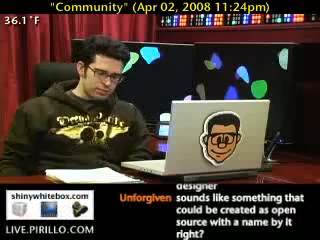 "Community" (Apr 02, 2008 11:24pm)
36.1°F
shinywhitebox.com
LIVE.PIRILLO.COM
Unforgiven
designer
sounds like something that
could be created as open
source with a name by it
right?